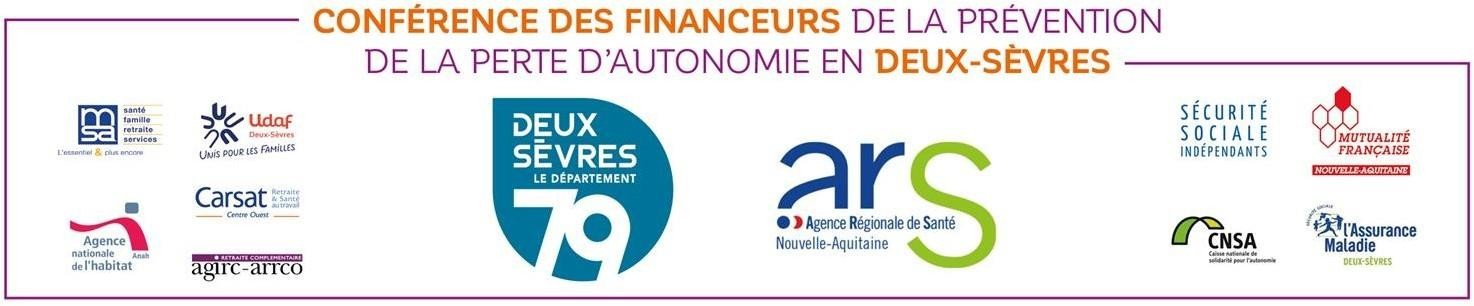 CONFÉRENCE DES FINANCEURS DE LA PRÉVENTION
DE LA PERTE D'AUTONOMIE EN DEUX-SÈVRES
msa
santé
famille
retraite
services
L'essentiel & plus encore
Udaf
Deux-Sèvres
UNIS POUR LES FAMILLES
Agence
nationale
de l'habitat
Anah
Carsat
Retraite
& Santé
au travail
Centre Ouest
RETRAITE COMPLÉMENTAIRE
agirc-arrco
DEUX
SÈVRES
LE DÉPARTEMENT
79
ars
Agence Régionale de Santé
Nouvelle-Aquitaine
SÉCURITÉ
SOCIALE
INDÉPENDANTS
MUTUALITÉ
FRANÇAISE
NOUVELLE-AQUITAINE
CNSA
Caisse nationale de
solidarité pour l'autonomie
SÉCURITÉ SOCIALE
l'Assurance
Maladie
DEUX-SÈVRES